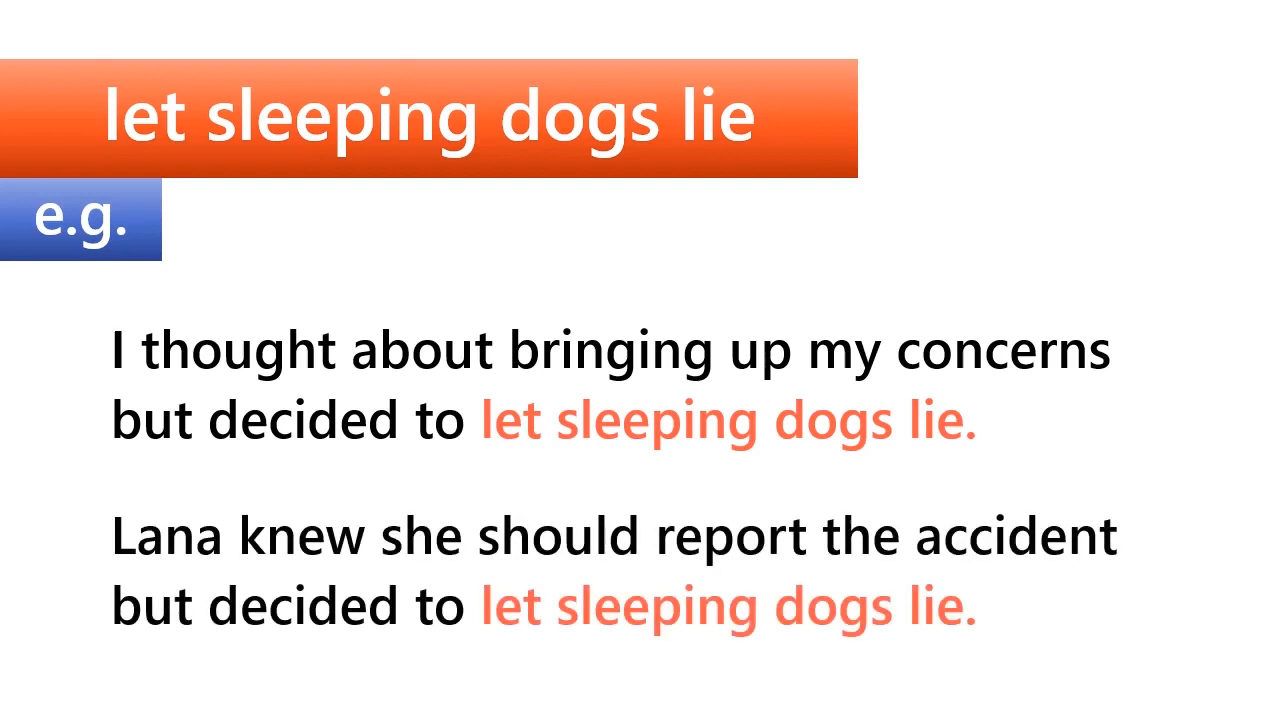 let sleeping dogs lie
e.g.
I thought about bringing up my concerns
but decided to let sleeping dogs lie.
Lana knew she should report the accident
but decided to let sleeping dogs lie.